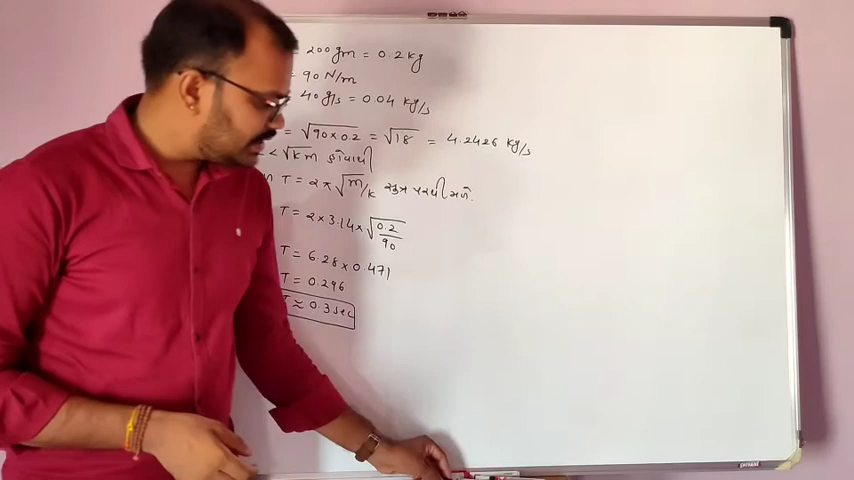 = 200 gm = 0.2 kg
= 90 N/m
40 g/s = 0.04 kg/s
= √90×0.2 = √18 = 4.2426 kg/s
< √km હોવાથી
T = 2π √m/k સૂત્ર પરથી મળે.
T = 2 × 3.14 × √0.2/90
T = 6.28 × 0.471
T = 0.296
T ≈ 0.3 sec